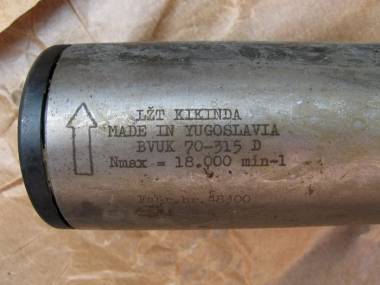 LŽT KIKINDA
MADE IN YUGOSLAVIA
BVUK 70-315 D
Nmax = 18.000 min-1